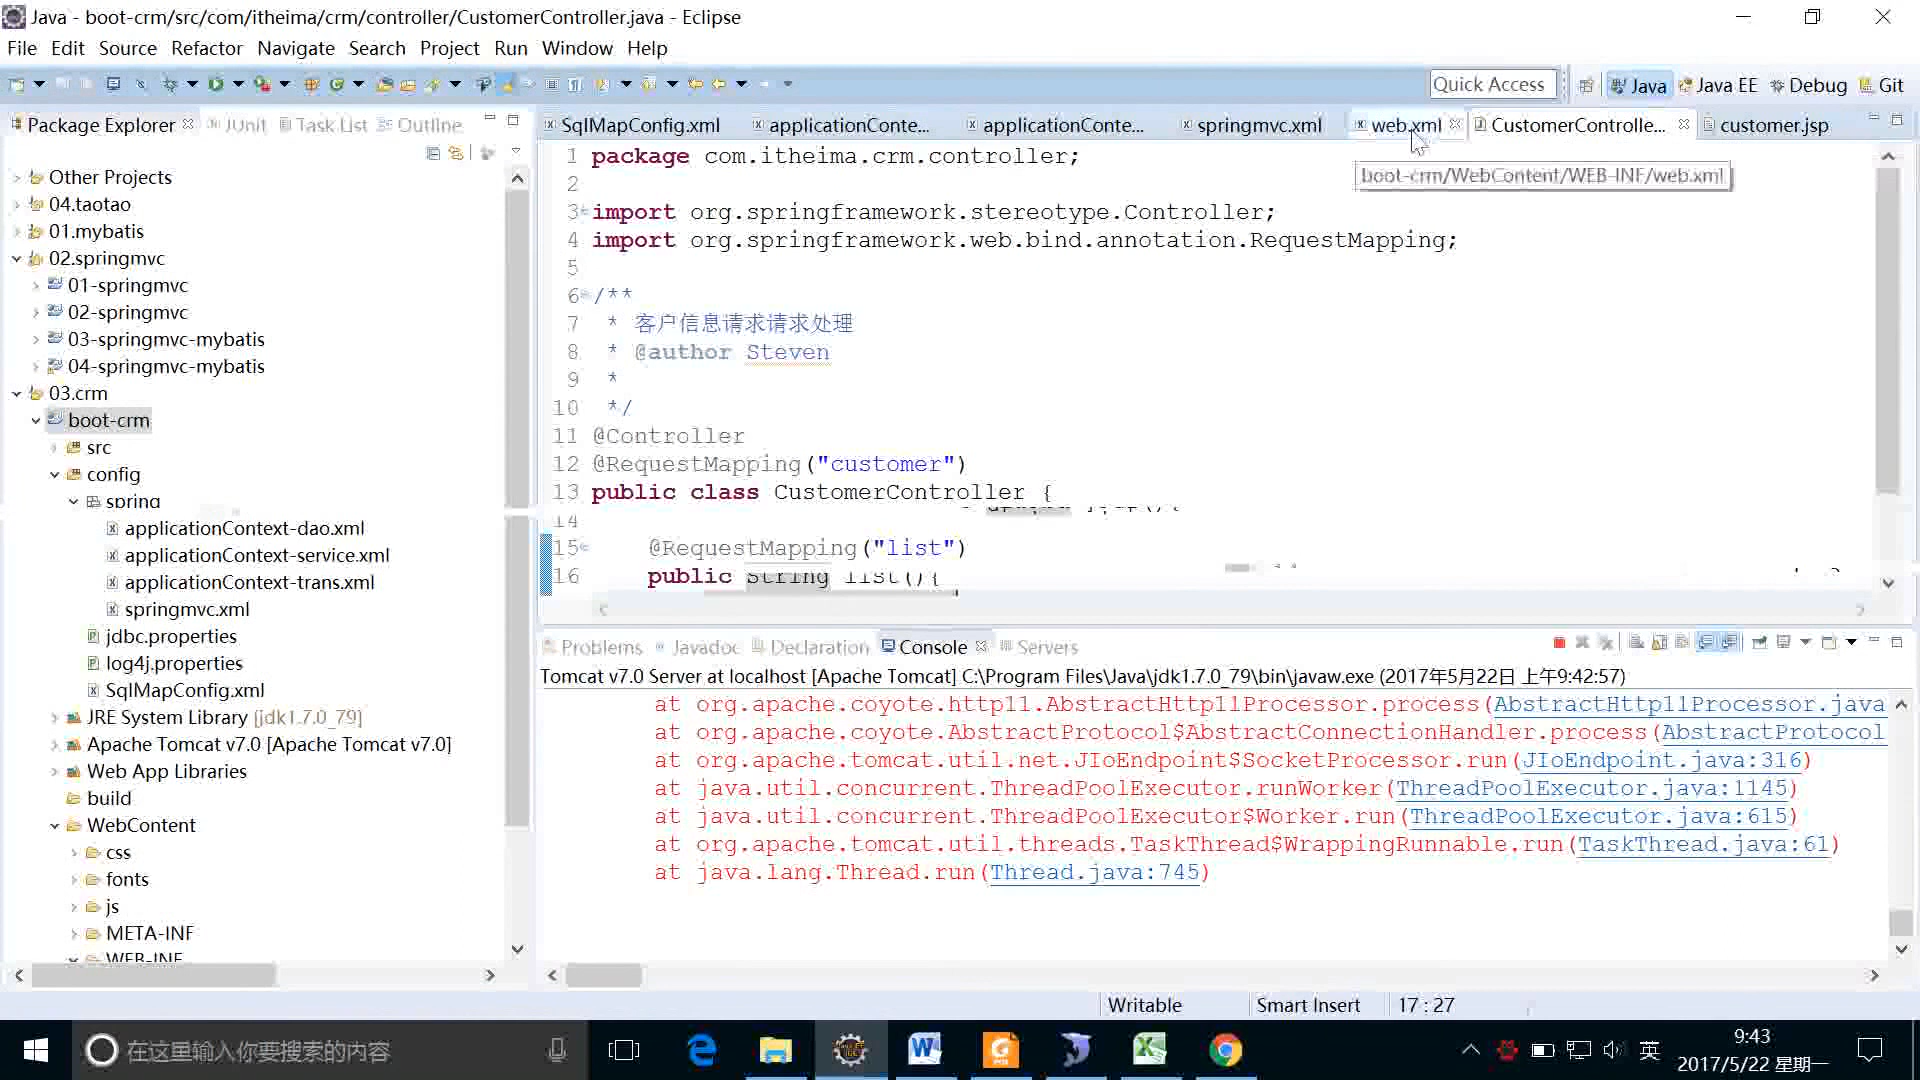 Java - boot-crm/src/com/itheima/crm/controller/CustomerController.java - Eclipse
File Edit Source Refactor Navigate Search Project Run Window Help
Quick Access Java Java EE Debug Git
Package Explorer JUnit Task List Outline
Other Projects
04.taotao
01.mybatis
02.springmvc
01-springmvc
02-springmvc
03-springmvc-mybatis
04-springmvc-mybatis
03.crm
boot-crm
src
config
spring
applicationContext-dao.xml
applicationContext-service.xml
applicationContext-trans.xml
springmvc.xml
jdbc.properties
log4j.properties
SqlMapConfig.xml
JRE System Library [jdk1.7.0_79]
Apache Tomcat v7.0 [Apache Tomcat v7.0]
Web App Libraries
build
WebContent
css
fonts
js
META-INF
WEB-INF
SqlMapConfig.xml applicationConte... applicationConte... springmvc.xml web.xml CustomerControlle... customer.jsp
boot-crm/WebContent/WEB-INF/web.xml
1 package com.itheima.crm.controller;
2
3 import org.springframework.stereotype.Controller;
4 import org.springframework.web.bind.annotation.RequestMapping;
5
6 /**
7 * 客户信息请求请求处理
8 * @author Steven
9 *
10 */
11 @Controller
12 @RequestMapping("customer")
13 public class CustomerController {
14
15 @RequestMapping("list")
16 public String list(){
Problems Javadoc Declaration Console Servers
Tomcat v7.0 Server at localhost [Apache Tomcat] C:\Program Files\Java\jdk1.7.0_79\bin\javaw.exe (2017年5月22日 上午9:42:57)
at org.apache.coyote.http11.AbstractHttp11Processor.process(AbstractHttp11Processor.java
at org.apache.coyote.AbstractProtocol$AbstractConnectionHandler.process(AbstractProtocol
at org.apache.tomcat.util.net.JIoEndpoint$SocketProcessor.run(JIoEndpoint.java:316)
at java.util.concurrent.ThreadPoolExecutor.runWorker(ThreadPoolExecutor.java:1145)
at java.util.concurrent.ThreadPoolExecutor$Worker.run(ThreadPoolExecutor.java:615)
at org.apache.tomcat.util.threads.TaskThread$WrappingRunnable.run(TaskThread.java:61)
at java.lang.Thread.run(Thread.java:745)
Writable Smart Insert 17 : 27
在这里输入你要搜索的内容
英
9:43
2017/5/22 星期一